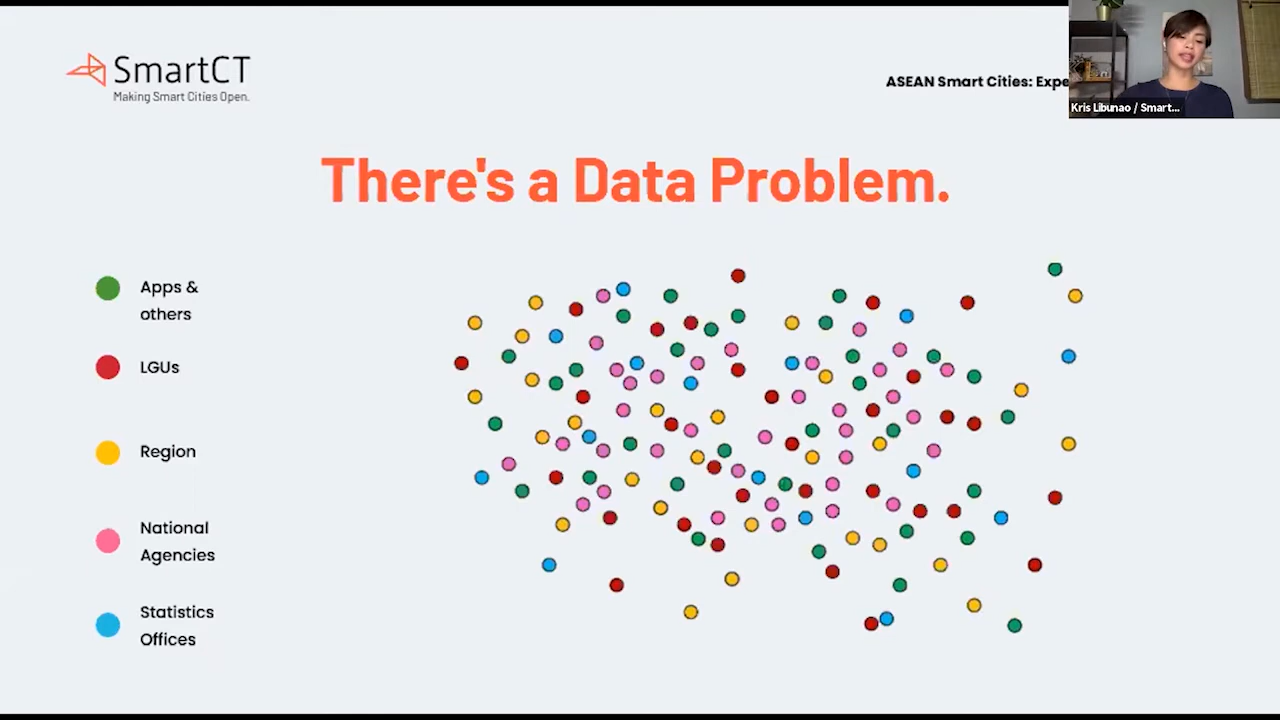 SmartCT
Making Smart Cities Open.
ASEAN Smart Cities: Expe
Kris Libunao / Smart...
There's a Data Problem.
Apps &
others
LGUs
Region
National
Agencies
Statistics
Offices